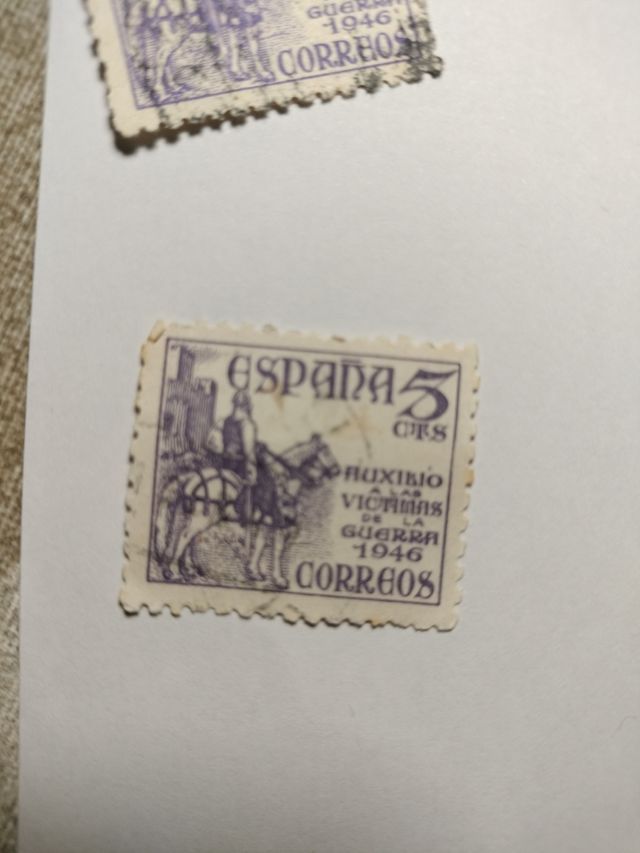 GUERRA
1946
CORREOS
ESPAÑA 5
CTS
AUXILIO
A LAS
VICTIMAS
DE LA
GUERRA
1946
CORREOS